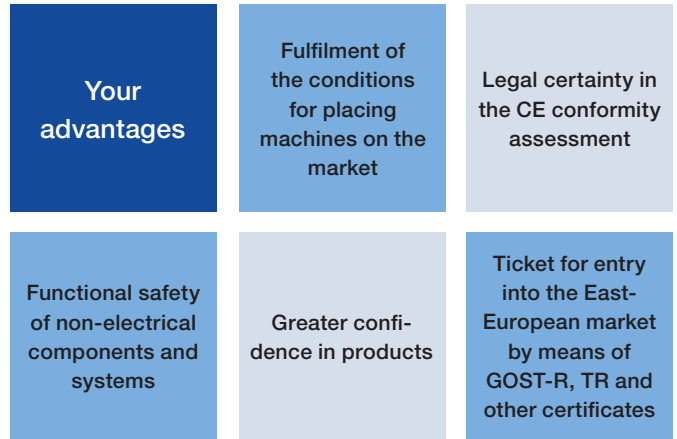 Your
advantages
Fulfilment of
the conditions
for placing
machines on the
market
Legal certainty in
the CE conformity
assessment
Functional safety
of non-electrical
components and
systems
Greater confi-
dence in products
Ticket for entry
into the East-
European market
by means of
GOST-R, TR and
other certificates